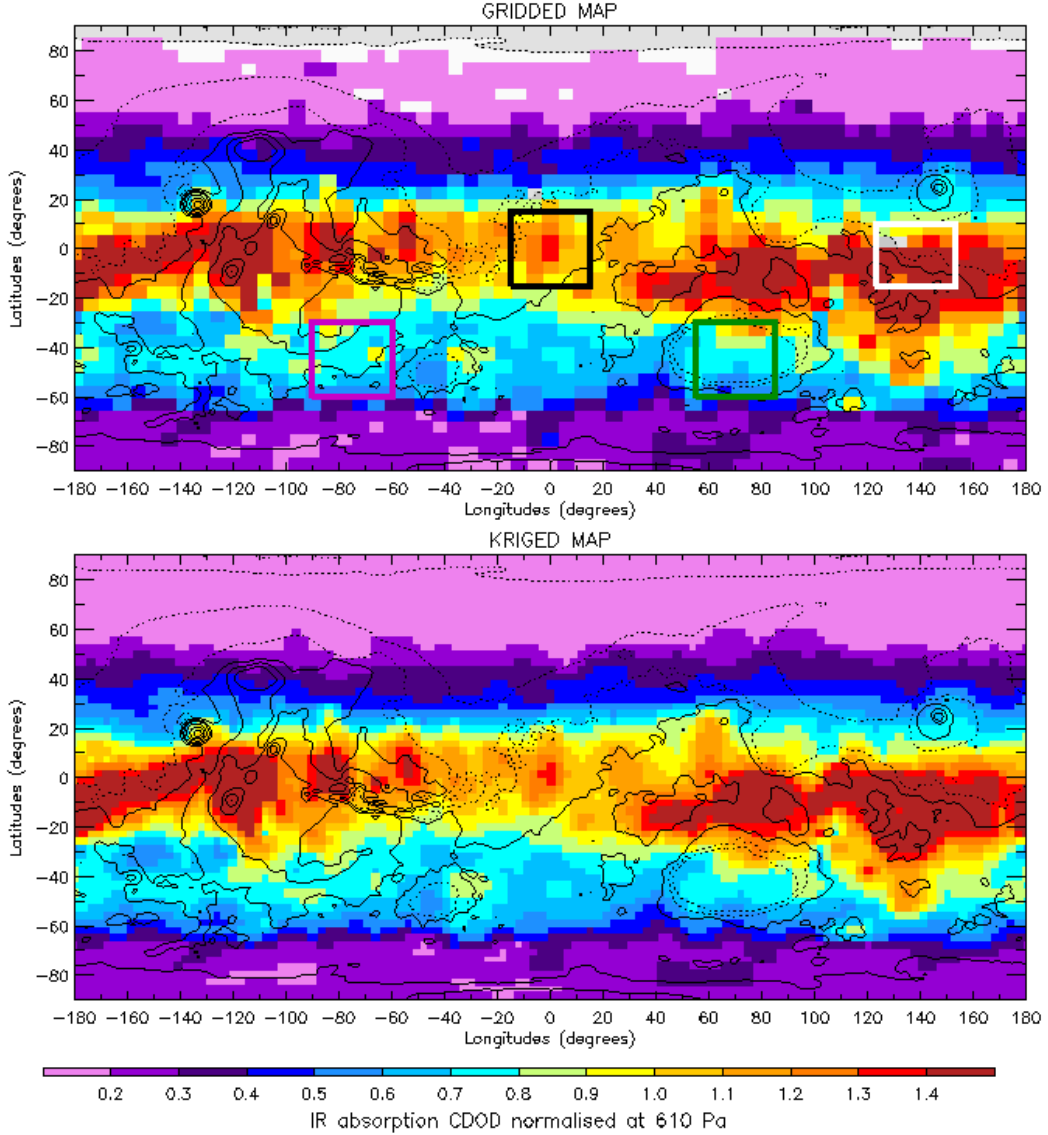 GRIDDED MAP
80
60
40
20
0
−20
−40
−60
−80
Latitudes (degrees)
−180 −160 −140 −120 −100 −80 −60 −40 −20 0 20 40 60 80 100 120 140 160 180
Longitudes (degrees)
KRIGED MAP
80
60
40
20
0
−20
−40
−60
−80
Latitudes (degrees)
−180 −160 −140 −120 −100 −80 −60 −40 −20 0 20 40 60 80 100 120 140 160 180
Longitudes (degrees)
0.2 0.3 0.4 0.5 0.6 0.7 0.8 0.9 1.0 1.1 1.2 1.3 1.4
IR absorption CDOD normalised at 610 Pa